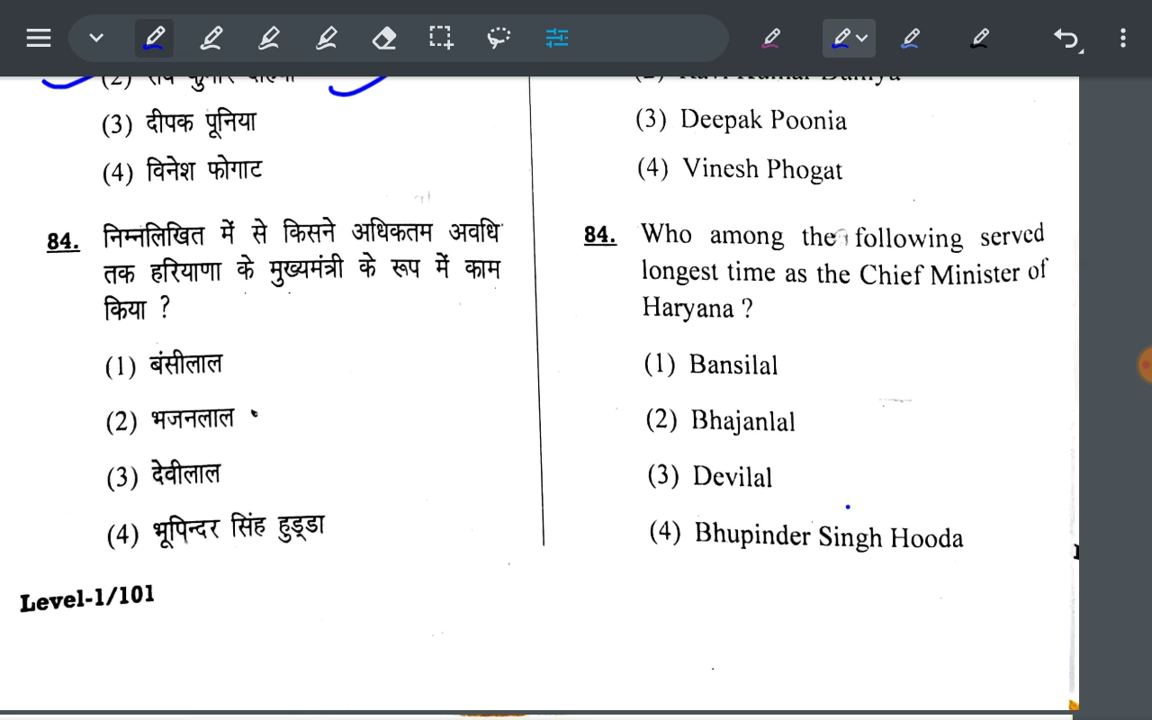 (3) दीपक पूनिया
(4) विनेश फोगाट
84. निम्नलिखित में से किसने अधिकतम अवधि
तक हरियाणा के मुख्यमंत्री के रूप में काम
किया ?
(1) बंसीलाल
(2) भजनलाल
(3) देवीलाल
(4) भूपिन्दर सिंह हुड्डा
Level-1/101
(3) Deepak Poonia
(4) Vinesh Phogat
84. Who among the following served
longest time as the Chief Minister of
Haryana ?
(1) Bansilal
(2) Bhajanlal
(3) Devilal
(4) Bhupinder Singh Hooda